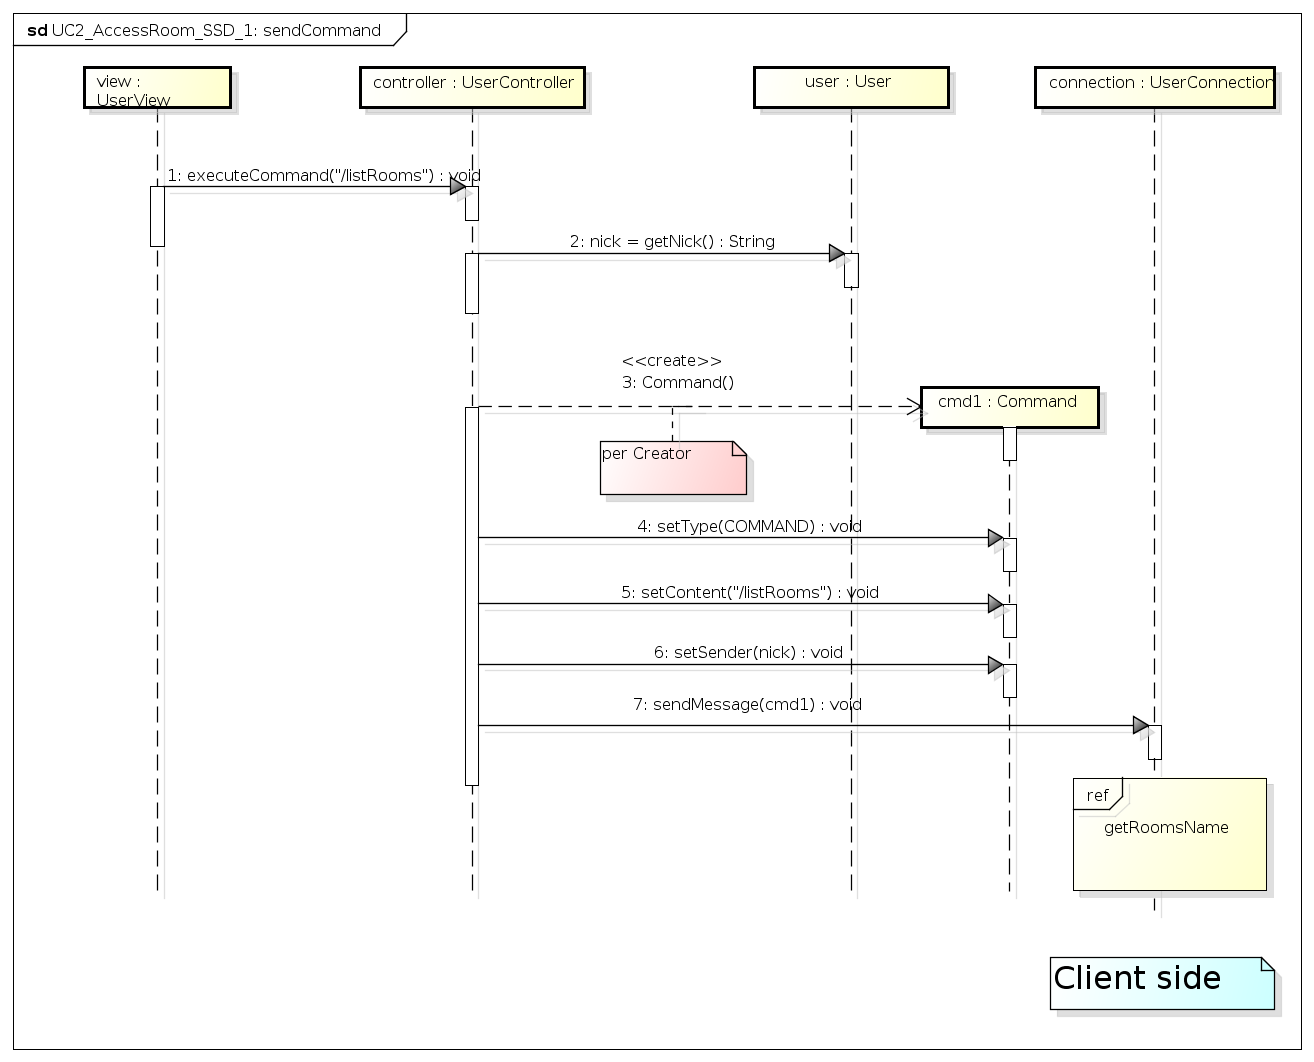 sd UC2_AccessRoom_SSD_1: sendCommand
view :
UserView
controller : UserController
user : User
connection : UserConnection
1: executeCommand("/listRooms") : void
2: nick = getNick() : String
<<create>>
3: Command()
cmd1 : Command
per Creator
4: setType(COMMAND) : void
5: setContent("/listRooms") : void
6: setSender(nick) : void
7: sendMessage(cmd1) : void
ref
getRoomsName
Client side